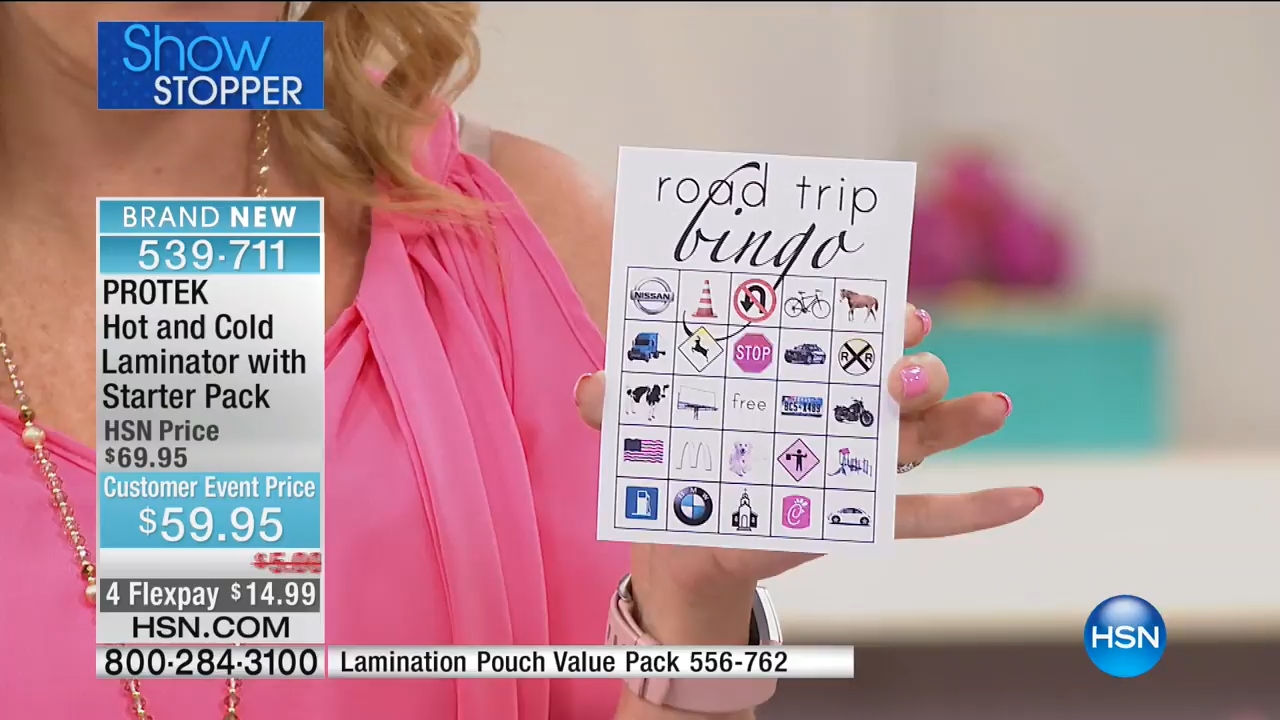 Show
STOPPER
BRAND NEW
539·711
PROTEK
Hot and Cold
Laminator with
Starter Pack
HSN Price
$69.95
Customer Event Price
$59.95
4 Flexpay $14.99
HSN.COM
800·284·3100
Lamination Pouch Value Pack 556-762
HSN
road trip
bingo
NISSAN
STOP
R R
free
BMW